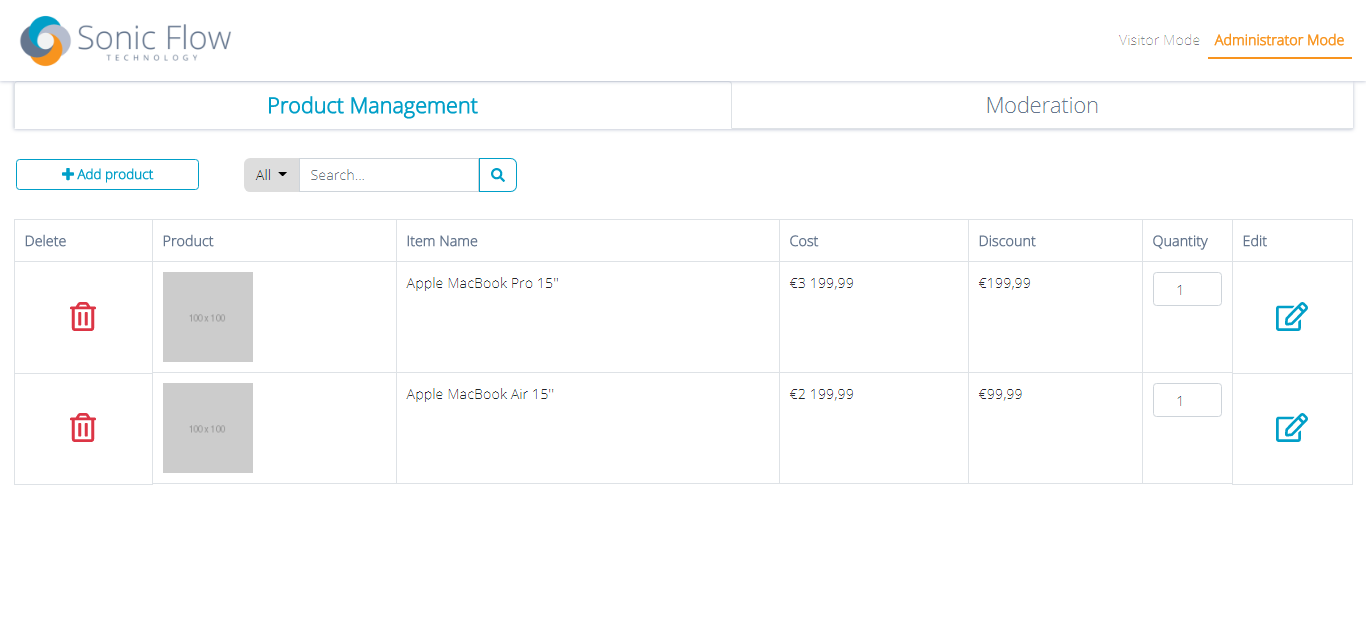 Sonic Flow
TECHNOLOGY
Visitor Mode Administrator Mode
Product Management Moderation
Add product All Search...
Delete Product Item Name Cost Discount Quantity Edit
100 x 100 Apple MacBook Pro 15" €3 199,99 €199,99 1
100 x 100 Apple MacBook Air 15" €2 199,99 €99,99 1